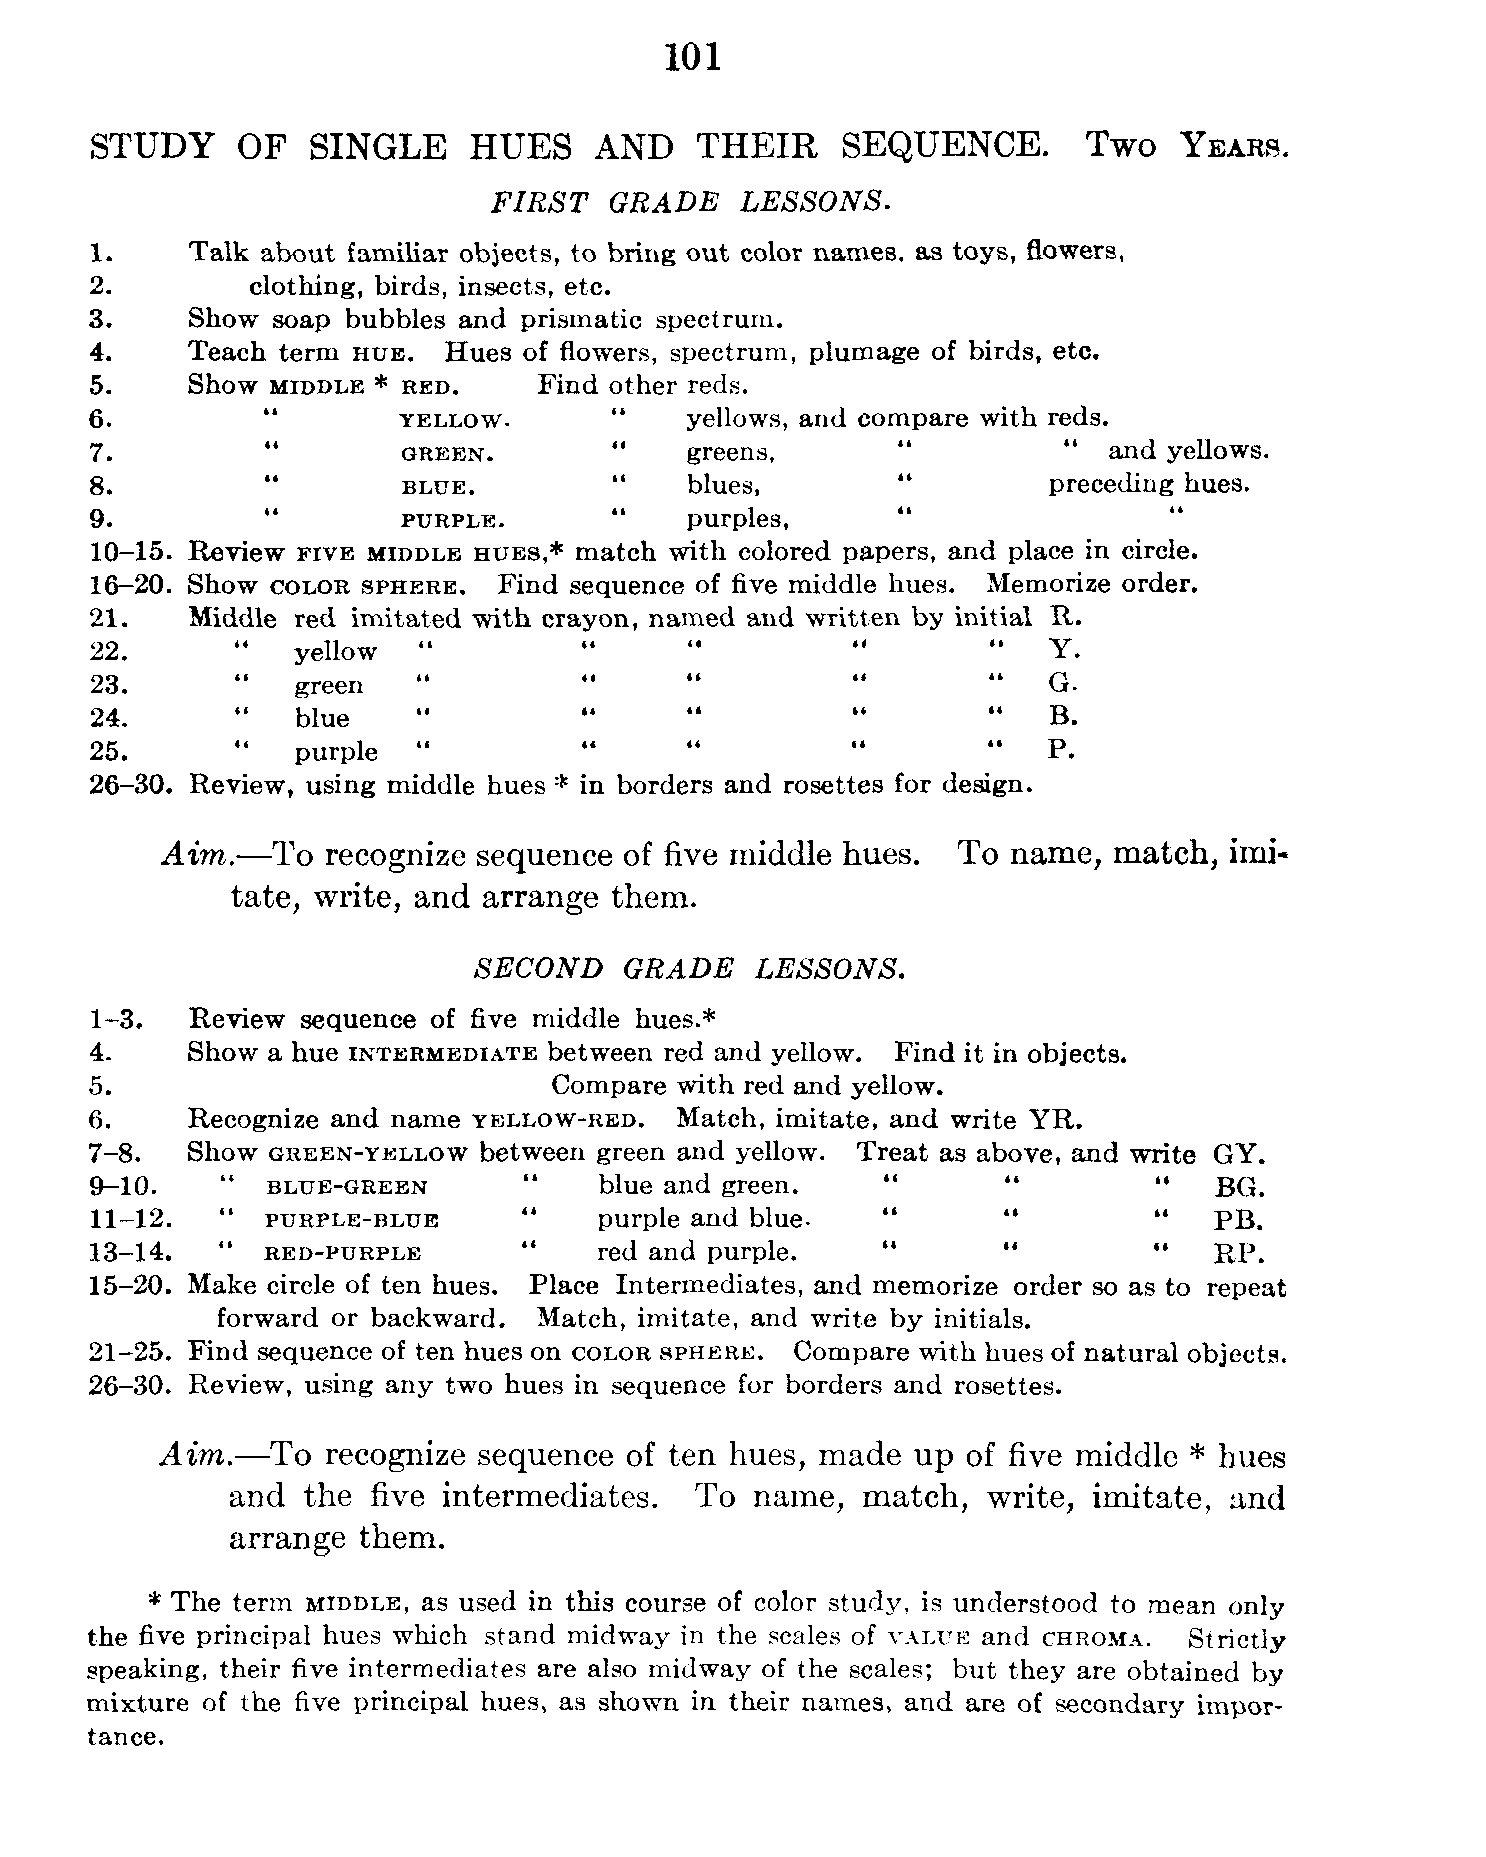 101
STUDY OF SINGLE HUES AND THEIR SEQUENCE. Two Years.
FIRST GRADE LESSONS.
1. Talk about familiar objects, to bring out color names, as toys, flowers,
2. clothing, birds, insects, etc.
3. Show soap bubbles and prismatic spectrum.
4. Teach term HUE. Hues of flowers, spectrum, plumage of birds, etc.
5. Show MIDDLE * RED. Find other reds.
6. “ YELLOW. “ yellows, and compare with reds.
7. “ GREEN. “ greens, “ “ and yellows.
8. “ BLUE. “ blues, “ preceding hues.
9. “ PURPLE. “ purples, “ “
10–15. Review FIVE MIDDLE HUES,* match with colored papers, and place in circle.
16–20. Show COLOR SPHERE. Find sequence of five middle hues. Memorize order.
21. Middle red imitated with crayon, named and written by initial R.
22. “ yellow “ “ “ “ “ Y.
23. “ green “ “ “ “ “ G.
24. “ blue “ “ “ “ “ B.
25. “ purple “ “ “ “ “ P.
26–30. Review, using middle hues * in borders and rosettes for design.
Aim.—To recognize sequence of five middle hues. To name, match, imi-
tate, write, and arrange them.
SECOND GRADE LESSONS.
1–3. Review sequence of five middle hues.*
4. Show a hue INTERMEDIATE between red and yellow. Find it in objects.
5. Compare with red and yellow.
6. Recognize and name YELLOW-RED. Match, imitate, and write YR.
7–8. Show GREEN-YELLOW between green and yellow. Treat as above, and write GY.
9–10. “ BLUE-GREEN “ blue and green. “ “ “ BG.
11–12. “ PURPLE-BLUE “ purple and blue. “ “ “ PB.
13–14. “ RED-PURPLE “ red and purple. “ “ “ RP.
15–20. Make circle of ten hues. Place Intermediates, and memorize order so as to repeat
forward or backward. Match, imitate, and write by initials.
21–25. Find sequence of ten hues on COLOR SPHERE. Compare with hues of natural objects.
26–30. Review, using any two hues in sequence for borders and rosettes.
Aim.—To recognize sequence of ten hues, made up of five middle * hues
and the five intermediates. To name, match, write, imitate, and
arrange them.
* The term MIDDLE, as used in this course of color study, is understood to mean only
the five principal hues which stand midway in the scales of VALUE and CHROMA. Strictly
speaking, their five intermediates are also midway of the scales; but they are obtained by
mixture of the five principal hues, as shown in their names, and are of secondary impor-
tance.